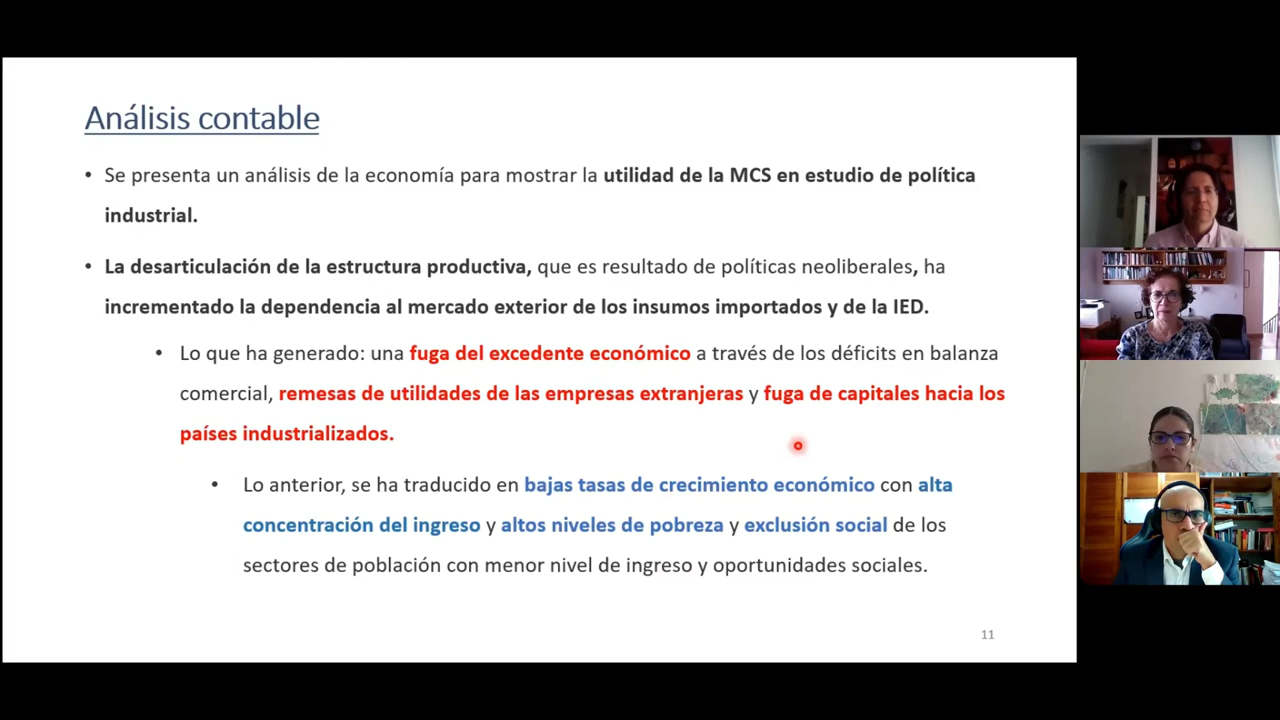 Análisis contable
• Se presenta un análisis de la economía para mostrar la utilidad de la MCS en estudio de política
industrial.
• La desarticulación de la estructura productiva, que es resultado de políticas neoliberales, ha
incrementado la dependencia al mercado exterior de los insumos importados y de la IED.
• Lo que ha generado: una fuga del excedente económico a través de los déficits en balanza
comercial, remesas de utilidades de las empresas extranjeras y fuga de capitales hacia los
países industrializados.
• Lo anterior, se ha traducido en bajas tasas de crecimiento económico con alta
concentración del ingreso y altos niveles de pobreza y exclusión social de los
sectores de población con menor nivel de ingreso y oportunidades sociales.
11